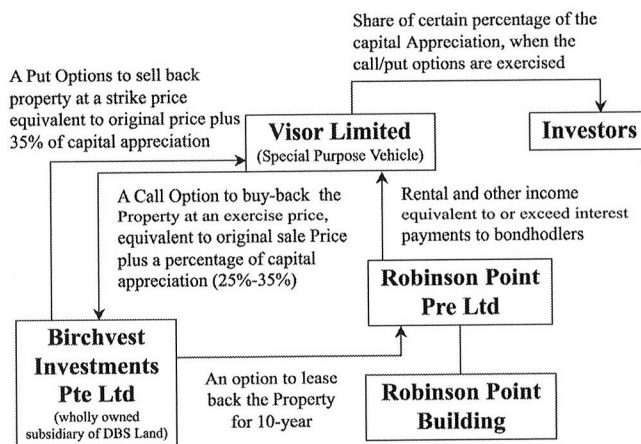 Share of certain percentage of the
capital Appreciation, when the
call/put options are exercised
A Put Options to sell back
property at a strike price
equivalent to original price plus
35% of capital appreciation
Visor Limited
(Special Purpose Vehicle)
Investors
A Call Option to buy-back the
Property at an exercise price,
equivalent to original sale Price
plus a percentage of capital
appreciation (25%-35%)
Rental and other income
equivalent to or exceed interest
payments to bondhodlers
Robinson Point
Pre Ltd
Birchvest
Investments
Pte Ltd
(wholly owned
subsidiary of DBS Land)
An option to lease
back the Property
for 10-year
Robinson Point
Building